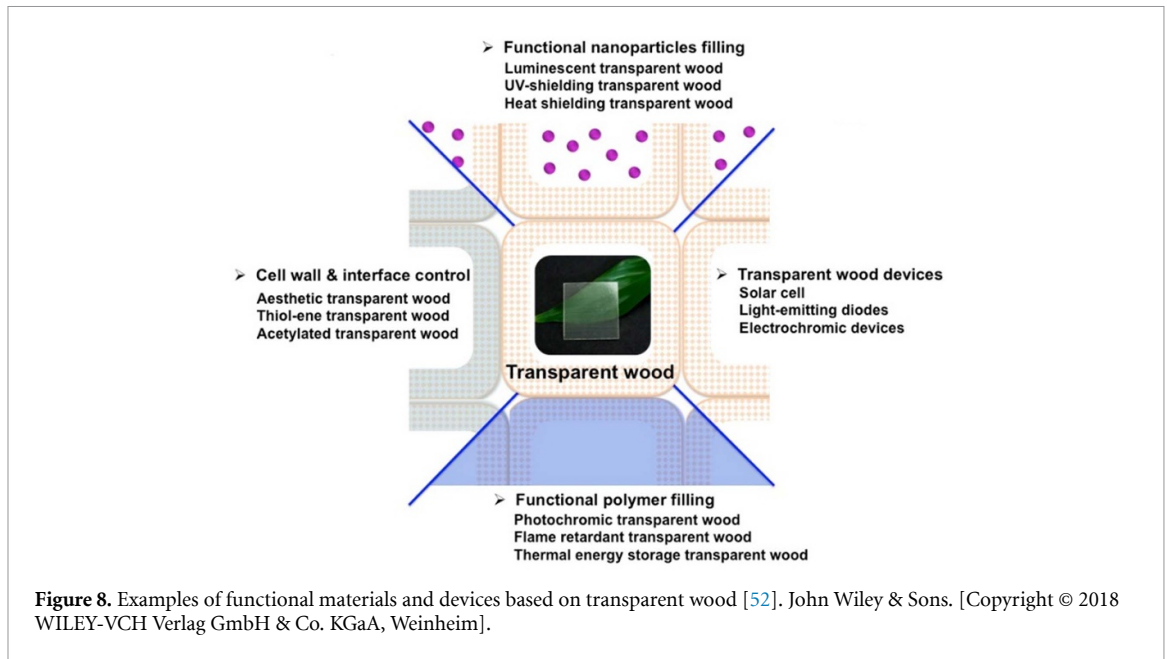 ➢ Functional nanoparticles filling
Luminescent transparent wood
UV-shielding transparent wood
Heat shielding transparent wood
➢ Cell wall & interface control
Aesthetic transparent wood
Thiol-ene transparent wood
Acetylated transparent wood
➢ Transparent wood devices
Solar cell
Light-emitting diodes
Electrochromic devices
Transparent wood
➢ Functional polymer filling
Photochromic transparent wood
Flame retardant transparent wood
Thermal energy storage transparent wood
Figure 8. Examples of functional materials and devices based on transparent wood [52]. John Wiley & Sons. [Copyright © 2018
WILEY-VCH Verlag GmbH & Co. KGaA, Weinheim].